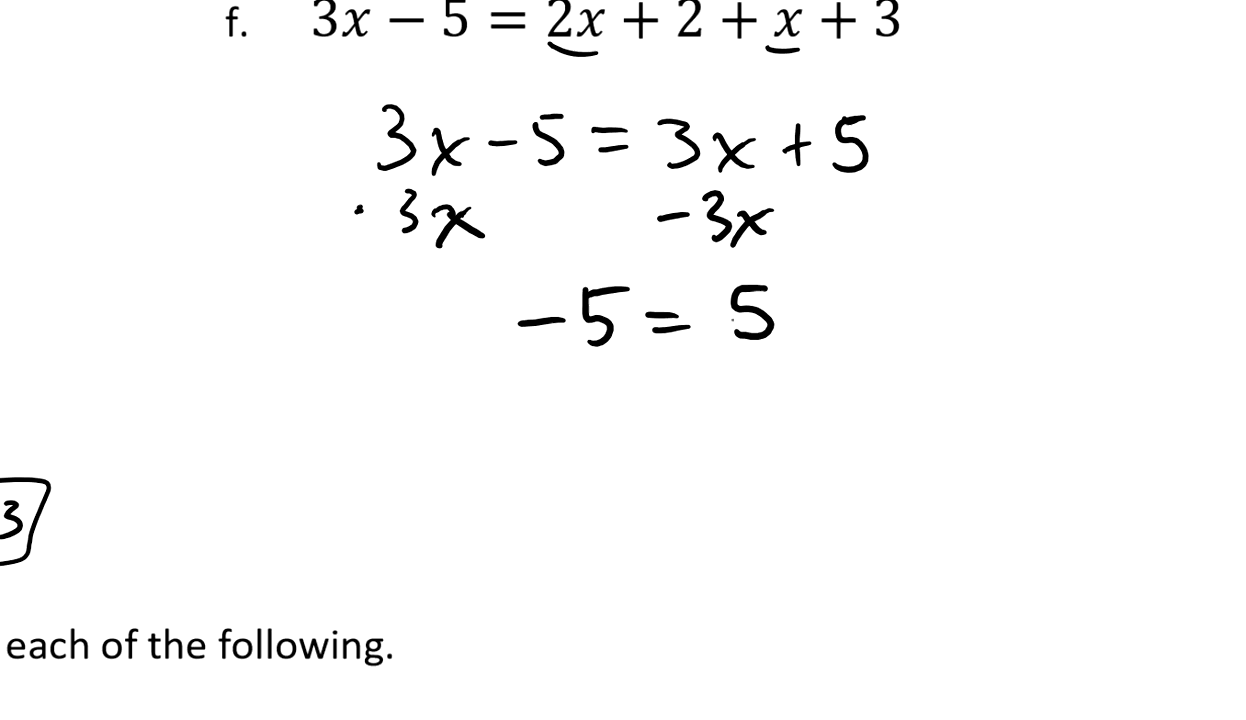 f. 3x − 5 = 2x + 2 + x + 3
3x - 5 = 3x + 5
· 3x - 3x
- 5 = 5
3
each of the following.